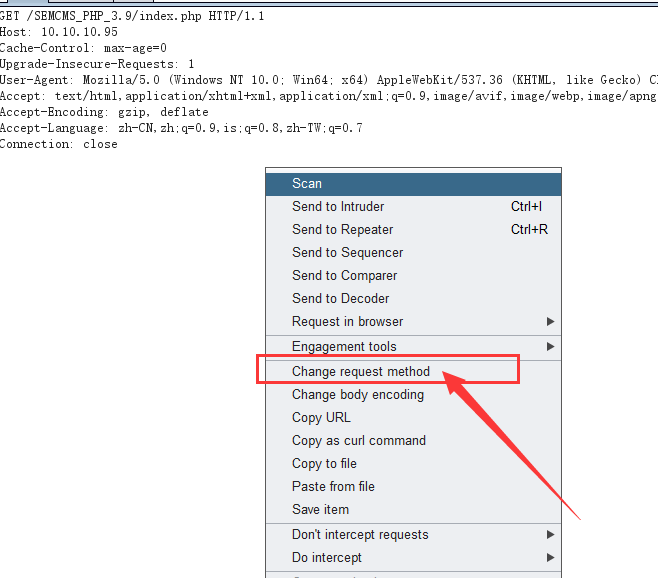 GET /SEMCMS_PHP_3.9/index.php HTTP/1.1
Host: 10.10.10.95
Cache-Control: max-age=0
Upgrade-Insecure-Requests: 1
User-Agent: Mozilla/5.0 (Windows NT 10.0; Win64; x64) AppleWebKit/537.36 (KHTML, like Gecko) C
Accept: text/html,application/xhtml+xml,application/xml;q=0.9,image/avif,image/webp,image/apng
Accept-Encoding: gzip, deflate
Accept-Language: zh-CN,zh;q=0.9,is;q=0.8,zh-TW;q=0.7
Connection: close
Scan
Send to Intruder Ctrl+I
Send to Repeater Ctrl+R
Send to Sequencer
Send to Comparer
Send to Decoder
Request in browser
Engagement tools
Change request method
Change body encoding
Copy URL
Copy as curl command
Copy to file
Paste from file
Save item
Don't intercept requests
Do intercept